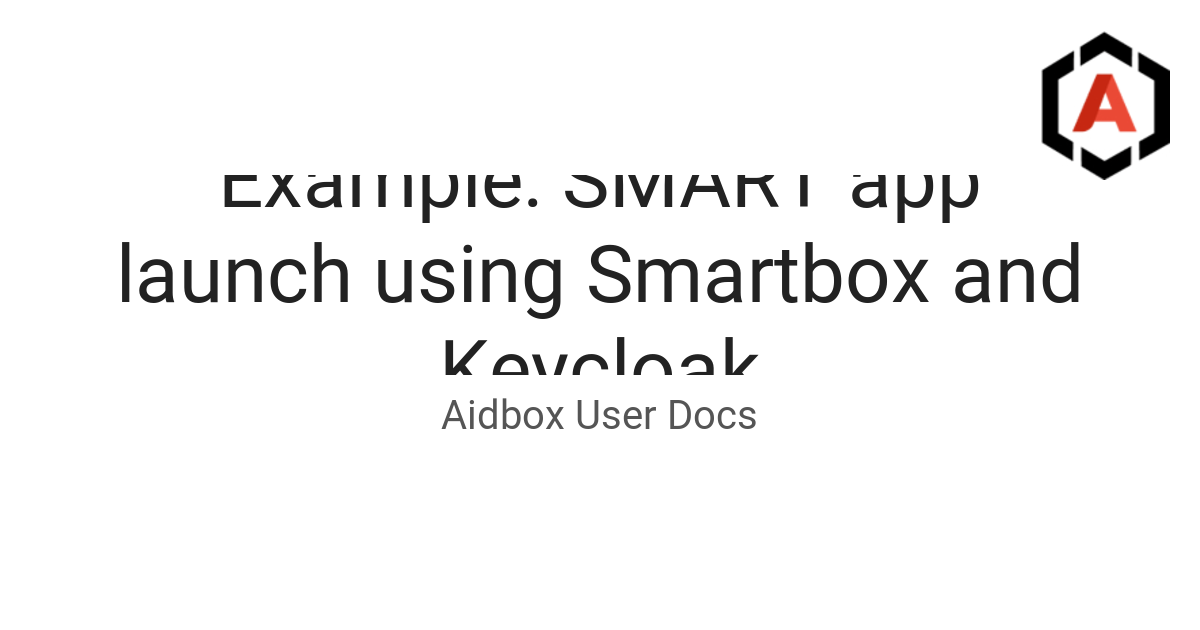 Example: SMART app
launch using Smartbox and
Keycloak
Aidbox User Docs